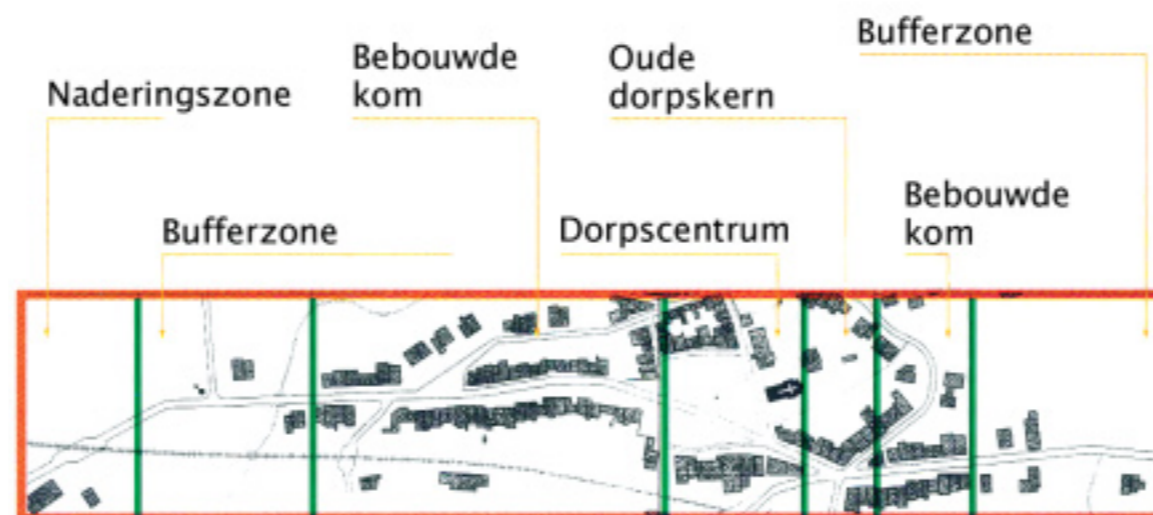 Naderingszone
Bufferzone
Bebouwde
kom
Dorpscentrum
Oude
dorpskern
Bebouwde
kom
Bufferzone